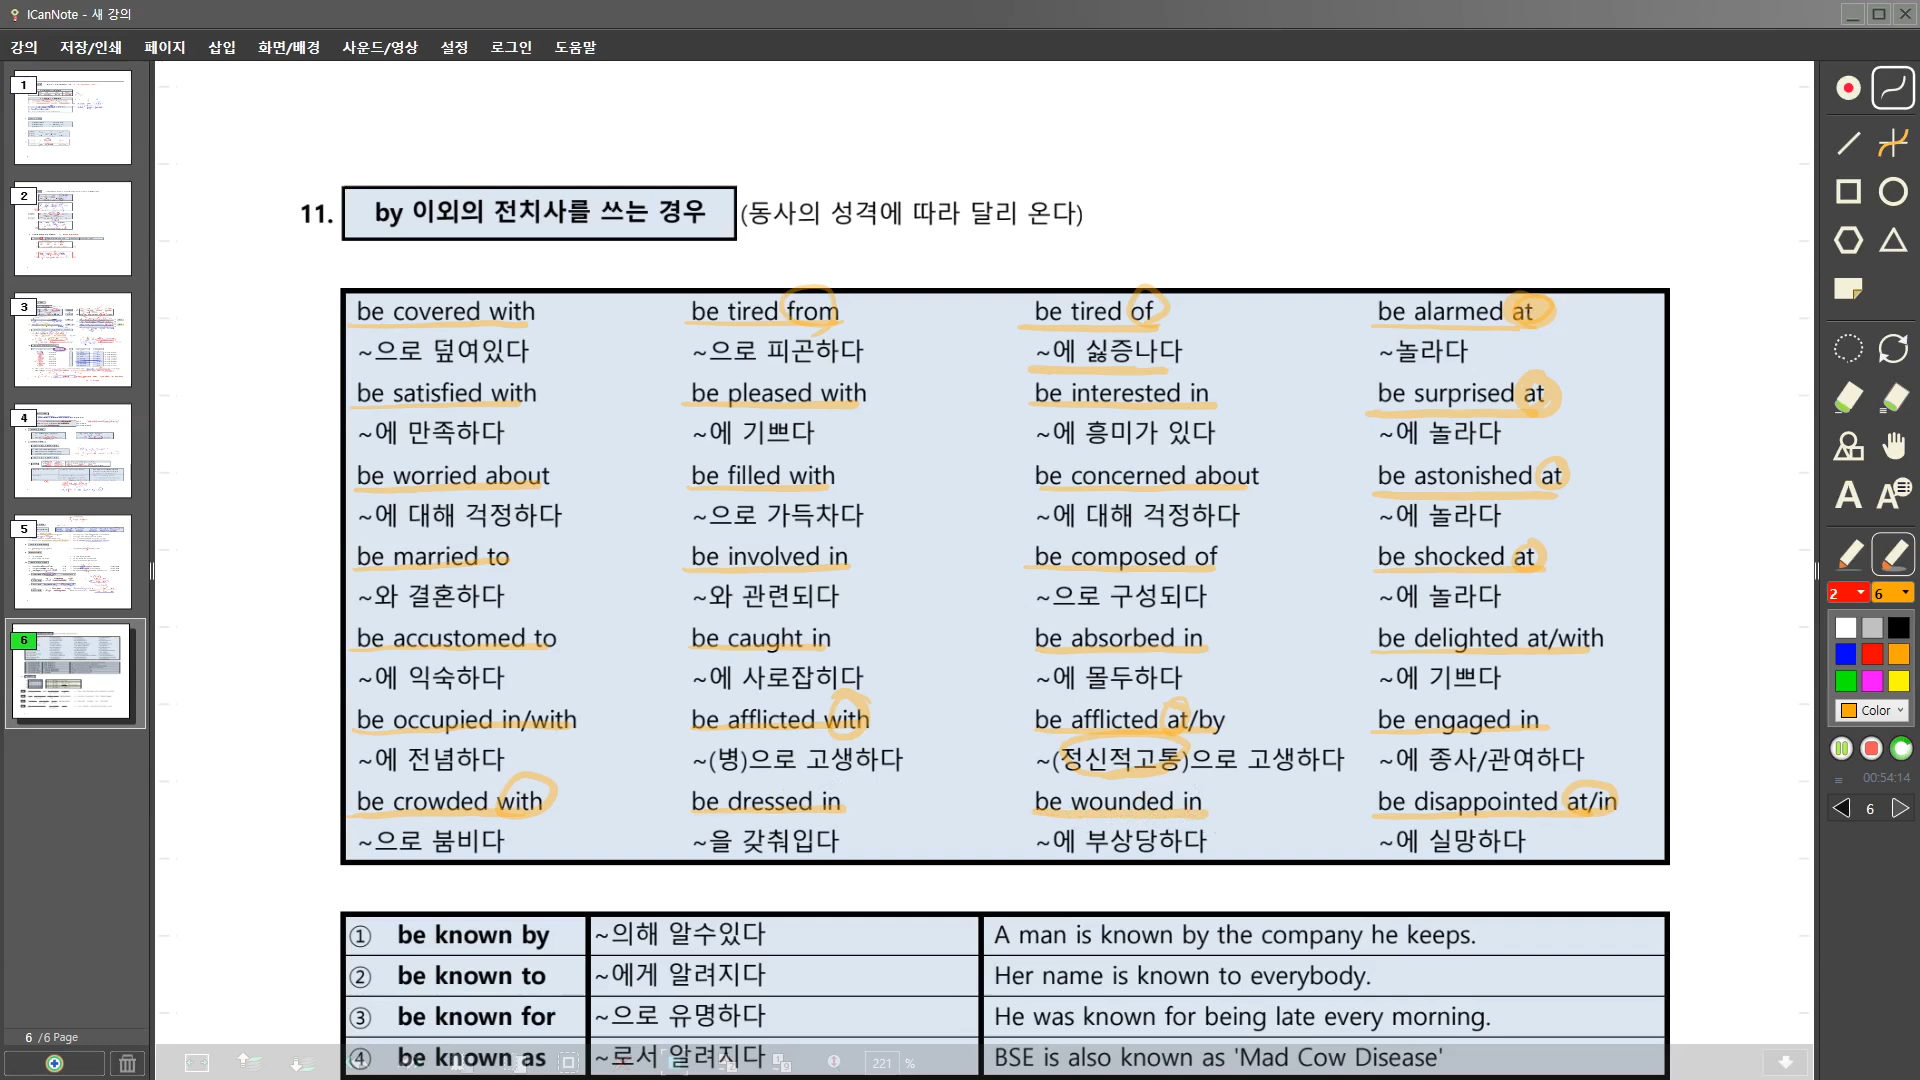 ICanNote - 새 강의
강의 저장/인쇄 페이지 삽입 화면/배경 사운드/영상 설정 로그인 도움말
1
2
3
4
5
6
6 /6 Page
11. by 이외의 전치사를 쓰는 경우 (동사의 성격에 따라 달리 온다)
be covered with be tired from be tired of be alarmed at
~으로 덮여있다 ~으로 피곤하다 ~에 싫증나다 ~놀라다
be satisfied with be pleased with be interested in be surprised at
~에 만족하다 ~에 기쁘다 ~에 흥미가 있다 ~에 놀라다
be worried about be filled with be concerned about be astonished at
~에 대해 걱정하다 ~으로 가득차다 ~에 대해 걱정하다 ~에 놀라다
be married to be involved in be composed of be shocked at
~와 결혼하다 ~와 관련되다 ~으로 구성되다 ~에 놀라다
be accustomed to be caught in be absorbed in be delighted at/with
~에 익숙하다 ~에 사로잡히다 ~에 몰두하다 ~에 기쁘다
be occupied in/with be afflicted with be afflicted at/by be engaged in
~에 전념하다 ~(병)으로 고생하다 ~(정신적고통)으로 고생하다 ~에 종사/관여하다
be crowded with be dressed in be wounded in be disappointed at/in
~으로 붐비다 ~을 갖춰입다 ~에 부상당하다 ~에 실망하다
① be known by ~의해 알수있다 A man is known by the company he keeps.
② be known to ~에게 알려지다 Her name is known to everybody.
③ be known for ~으로 유명하다 He was known for being late every morning.
④ be known as ~로서 알려지다 BSE is also known as 'Mad Cow Disease'
221 %
2 6
Color
00:54:14
6